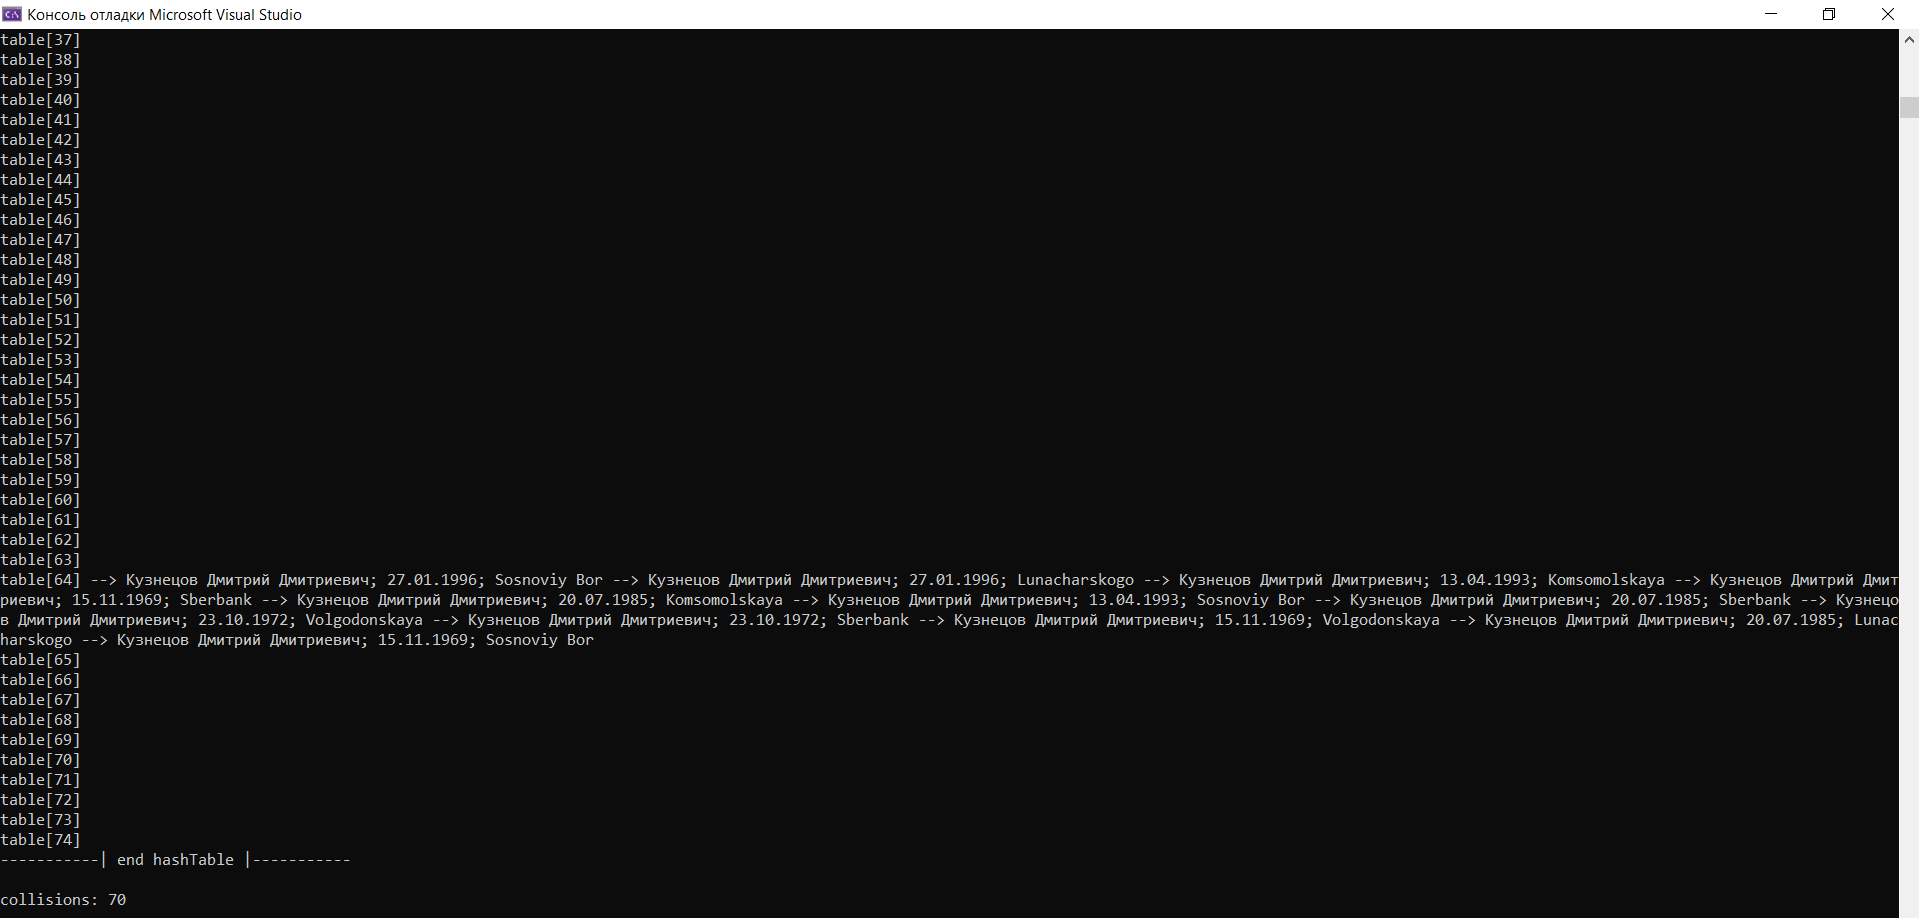 Консоль отладки Microsoft Visual Studio
table[37]
table[38]
table[39]
table[40]
table[41]
table[42]
table[43]
table[44]
table[45]
table[46]
table[47]
table[48]
table[49]
table[50]
table[51]
table[52]
table[53]
table[54]
table[55]
table[56]
table[57]
table[58]
table[59]
table[60]
table[61]
table[62]
table[63]
table[64] --> Кузнецов Дмитрий Дмитриевич; 27.01.1996; Sosnoviy Bor --> Кузнецов Дмитрий Дмитриевич; 27.01.1996; Lunacharskogo --> Кузнецов Дмитрий Дмитриевич; 13.04.1993; Komsomolskaya --> Кузнецов Дмитрий Дмит
риевич; 15.11.1969; Sberbank --> Кузнецов Дмитрий Дмитриевич; 20.07.1985; Komsomolskaya --> Кузнецов Дмитрий Дмитриевич; 13.04.1993; Sosnoviy Bor --> Кузнецов Дмитрий Дмитриевич; 20.07.1985; Sberbank --> Кузнецо
в Дмитрий Дмитриевич; 23.10.1972; Volgodonskaya --> Кузнецов Дмитрий Дмитриевич; 23.10.1972; Sberbank --> Кузнецов Дмитрий Дмитриевич; 15.11.1969; Volgodonskaya --> Кузнецов Дмитрий Дмитриевич; 20.07.1985; Lunac
harskogo --> Кузнецов Дмитрий Дмитриевич; 15.11.1969; Sosnoviy Bor
table[65]
table[66]
table[67]
table[68]
table[69]
table[70]
table[71]
table[72]
table[73]
table[74]
-----------| end hashTable |-----------
collisions: 70